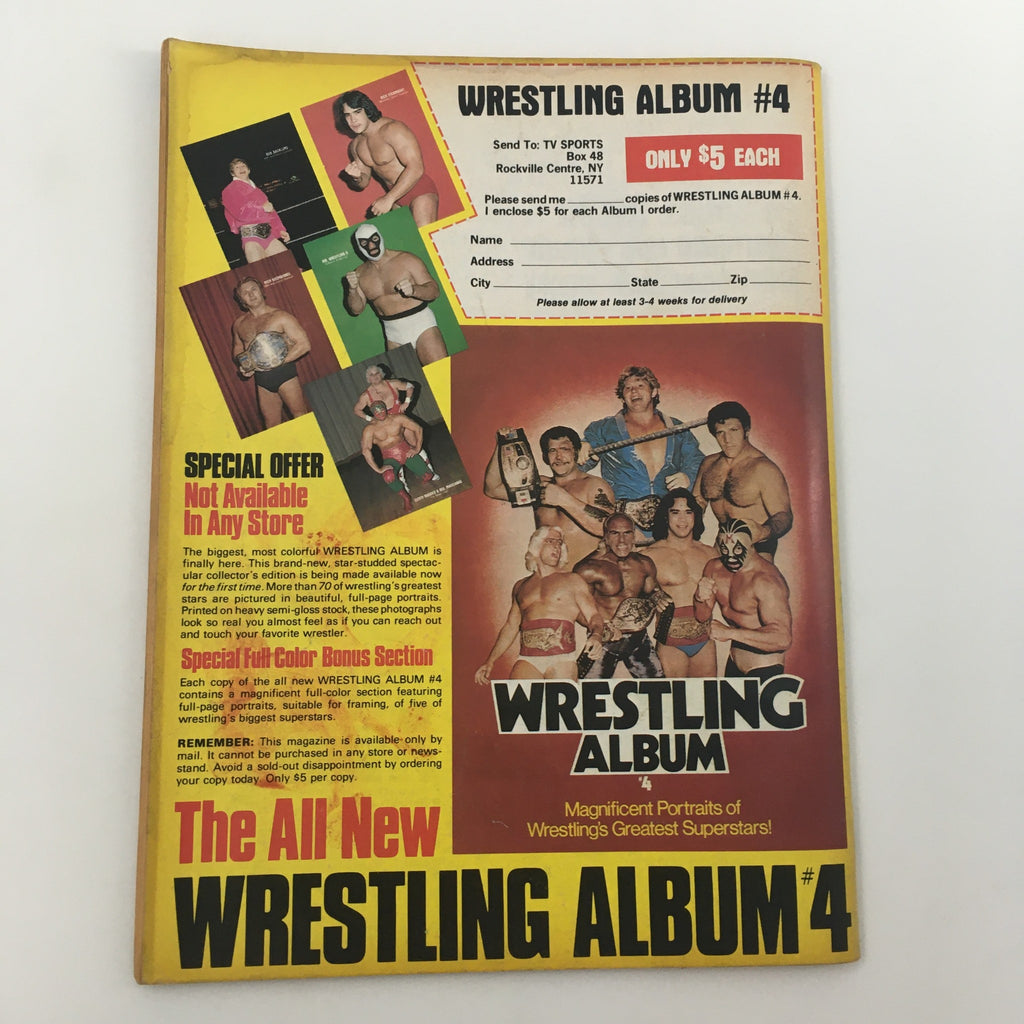 WRESTLING ALBUM #4
Send To: TV SPORTS
Box 48
Rockville Centre, NY
11571
ONLY $5 EACH
Please send me copies of WRESTLING ALBUM #4.
I enclose $5 for each Album I order.
Name
Address
City State Zip
Please allow at least 3-4 weeks for delivery
MR. WRESTLING II
SPECIAL OFFER
Not Available
In Any Store
The biggest, most colorful WRESTLING ALBUM is
finally here. This brand-new, star-studded spectac-
ular collector's edition is being made available now
for the first time. More than 70 of wrestling's greatest
stars are pictured in beautiful, full-page portraits.
Printed on heavy semi-gloss stock, these photographs
look so real you almost feel as if you can reach out
and touch your favorite wrestler.
Special Full Color Bonus Section
Each copy of the all new WRESTLING ALBUM #4
contains a magnificent full-color section featuring
full-page portraits, suitable for framing, of five of
wrestling's biggest superstars.
REMEMBER: This magazine is available only by
mail. It cannot be purchased in any store or news-
stand. Avoid a sold-out disappointment by ordering
your copy today. Only $5 per copy.
WRESTLING
ALBUM
#4
Magnificent Portraits of
Wrestling's Greatest Superstars!
The All New
WRESTLING ALBUM #4